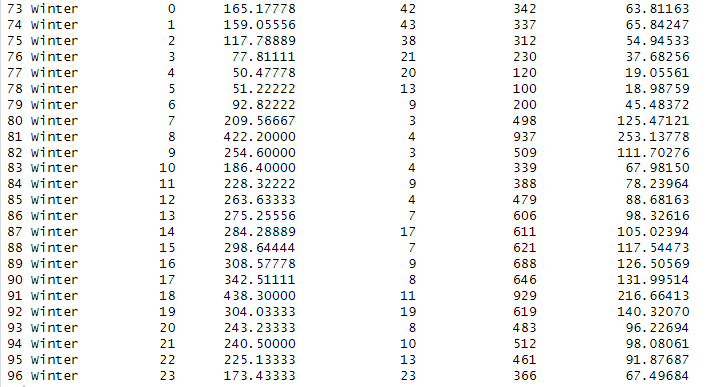 73 Winter 0 165.17778 42 342 63.81163
74 Winter 1 159.05556 43 337 65.84247
75 Winter 2 117.78889 38 312 54.94533
76 Winter 3 77.81111 21 230 37.68256
77 Winter 4 50.47778 20 120 19.05561
78 Winter 5 51.22222 13 100 18.98759
79 Winter 6 92.82222 9 200 45.48372
80 Winter 7 209.56667 3 498 125.47121
81 Winter 8 422.20000 4 937 253.13778
82 Winter 9 254.60000 3 509 111.70276
83 Winter 10 186.40000 4 339 67.98150
84 Winter 11 228.32222 9 388 78.23964
85 Winter 12 263.63333 4 479 88.68163
86 Winter 13 275.25556 7 606 98.32616
87 Winter 14 284.28889 17 611 105.02394
88 Winter 15 298.64444 7 621 117.54473
89 Winter 16 308.57778 9 688 126.50569
90 Winter 17 342.51111 8 646 131.99514
91 Winter 18 438.30000 11 929 216.66413
92 Winter 19 304.03333 19 619 140.32070
93 Winter 20 243.23333 8 483 96.22694
94 Winter 21 240.50000 10 512 98.08061
95 Winter 22 225.13333 13 461 91.87687
96 Winter 23 173.43333 23 366 67.49684